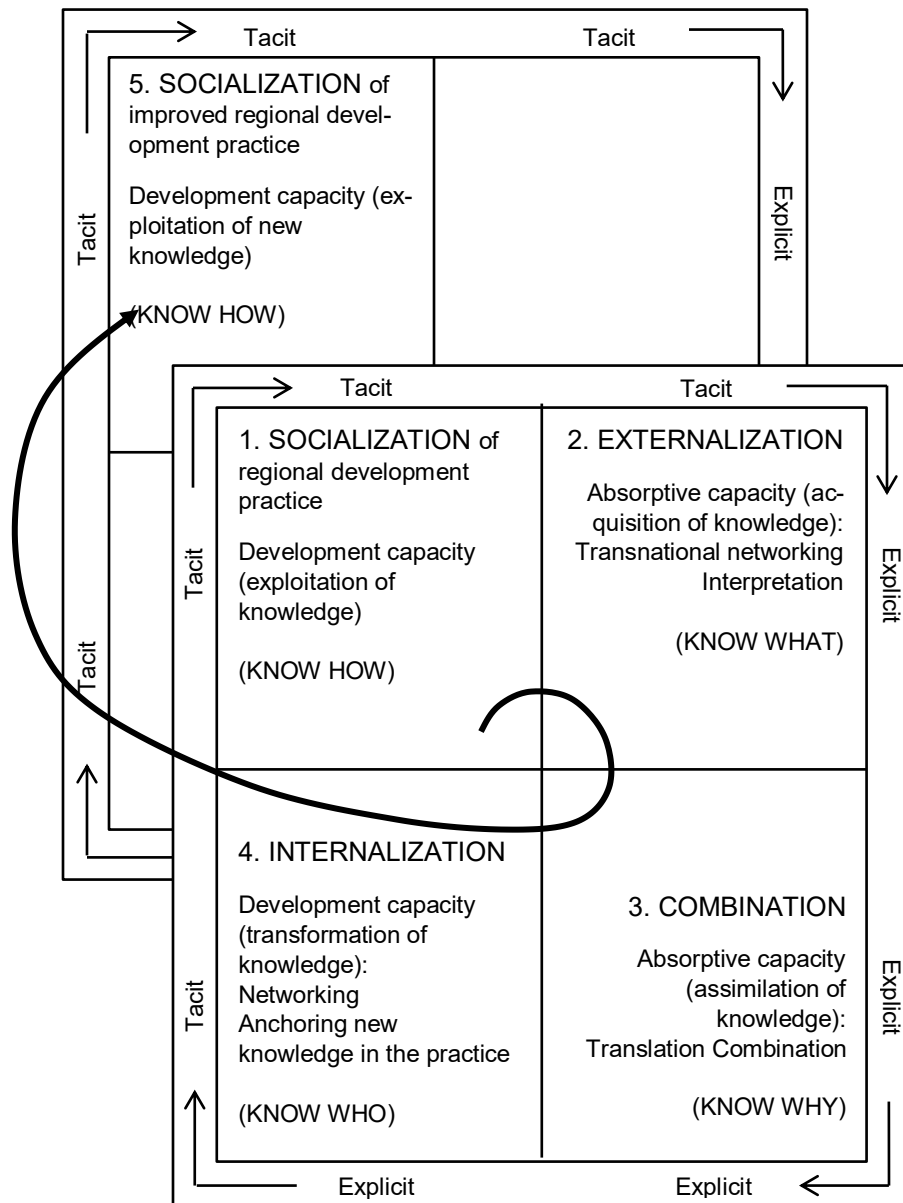 Tacit
Tacit
5. SOCIALIZATION of
improved regional devel-
opment practice
Development capacity (ex-
ploitation of new
knowledge)
(KNOW HOW)
Tacit
Explicit
Tacit
Tacit
Tacit
1. SOCIALIZATION of
regional development
practice
Development capacity
(exploitation of
knowledge)
(KNOW HOW)
2. EXTERNALIZATION
Absorptive capacity (ac-
quisition of knowledge):
Transnational networking
Interpretation
(KNOW WHAT)
Tacit
Explicit
4. INTERNALIZATION
Development capacity
(transformation of
knowledge):
Networking
Anchoring new
knowledge in the practice
(KNOW WHO)
3. COMBINATION
Absorptive capacity
(assimilation of
knowledge):
Translation Combination
(KNOW WHY)
Tacit
Explicit
Explicit
Explicit